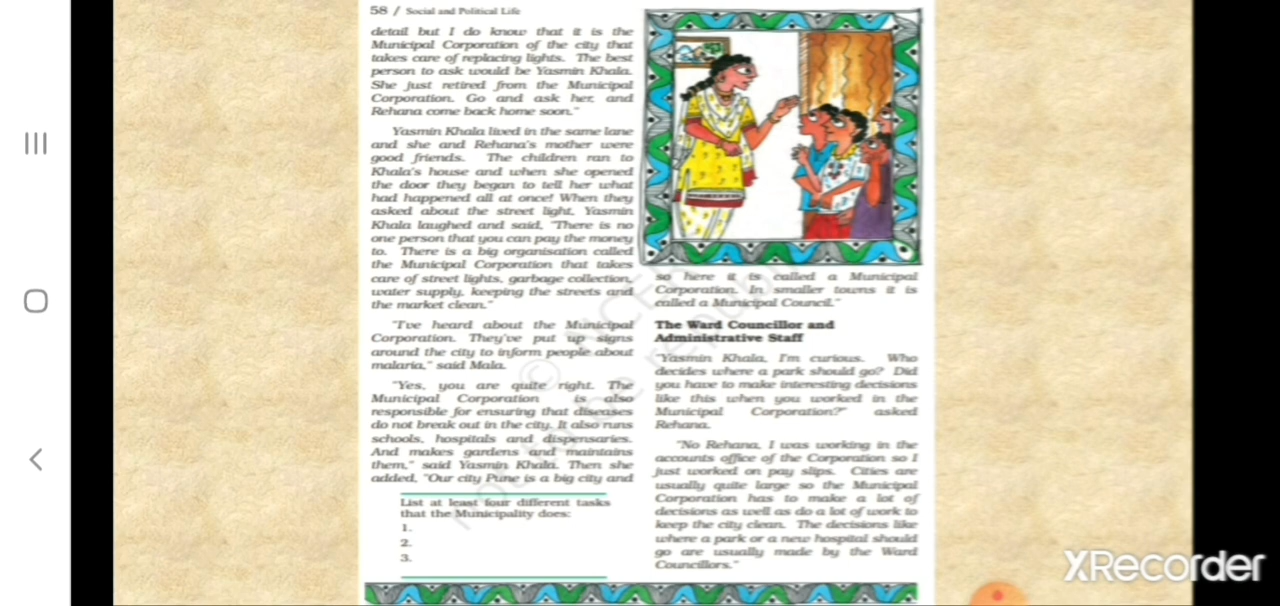 58 / Social and Political Life
detail but I do know that it is the
Municipal Corporation of the city that
takes care of replacing lights. The best
person to ask would be Yasmin Khala.
She just retired from the Municipal
Corporation. Go and ask her, and
Rehana come back home soon."
Yasmin Khala lived in the same lane
and she and Rehana's mother were
good friends. The children ran to
Khala's house and when she opened
the door they began to tell her what
had happened all at once! When they
asked about the street light, Yasmin
Khala laughed and said, "There is no
one person that you can pay the money
to. There is a big organisation called
the Municipal Corporation that takes
care of street lights, garbage collection,
water supply, keeping the streets and
the market clean."
"I've heard about the Municipal
Corporation. They've put up signs
around the city to inform people about
malaria," said Mala.
"Yes, you are quite right. The
Municipal Corporation is also
responsible for ensuring that diseases
do not break out in the city. It also runs
schools, hospitals and dispensaries.
And makes gardens and maintains
them," said Yasmin Khala. Then she
added, "Our city Pune is a big city and
List at least four different tasks
that the Municipality does:
1.
2.
3.
so here it is called a Municipal
Corporation. In smaller towns it is
called a Municipal Council."
The Ward Councillor and
Administrative Staff
"Yasmin Khala, I'm curious. Who
decides where a park should go? Did
you have to make interesting decisions
like this when you worked in the
Municipal Corporation?" asked
Rehana.
"No Rehana, I was working in the
accounts office of the Corporation so I
just worked on pay slips. Cities are
usually quite large so the Municipal
Corporation has to make a lot of
decisions as well as do a lot of work to
keep the city clean. The decisions like
where a park or a new hospital should
go are usually made by the Ward
Councillors."
XRecorder